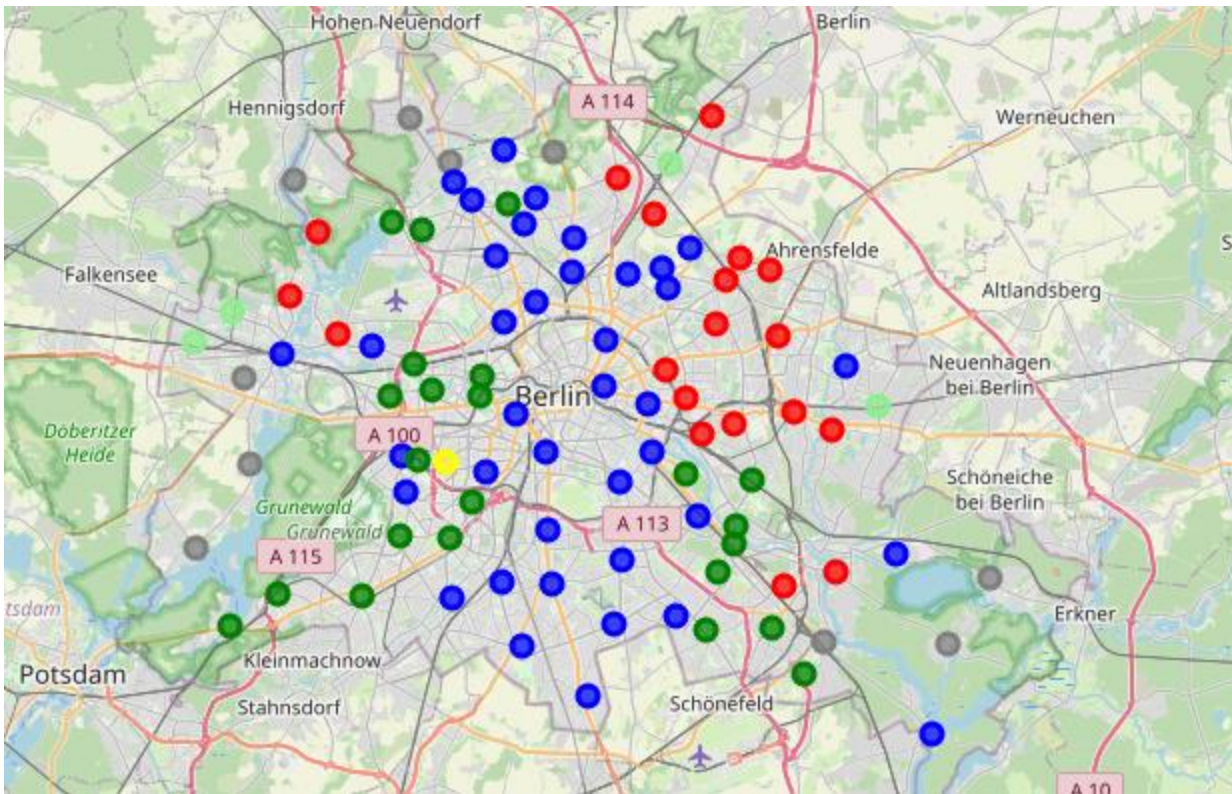 Hohen Neuendorf
Berlin
A 114
Hennigsdorf
Werneuchen
Ahrensfelde
Falkensee
Altlandsberg
Neuenhagen
bei Berlin
Berlin
Döberitzer
Heide
A 100
Schöneiche
bei Berlin
Grunewald
Grunewald
A 113
A 115
tsdam
Erkner
Kleinmachnow
Potsdam
Stahnsdorf
Schönefeld
A 10
S